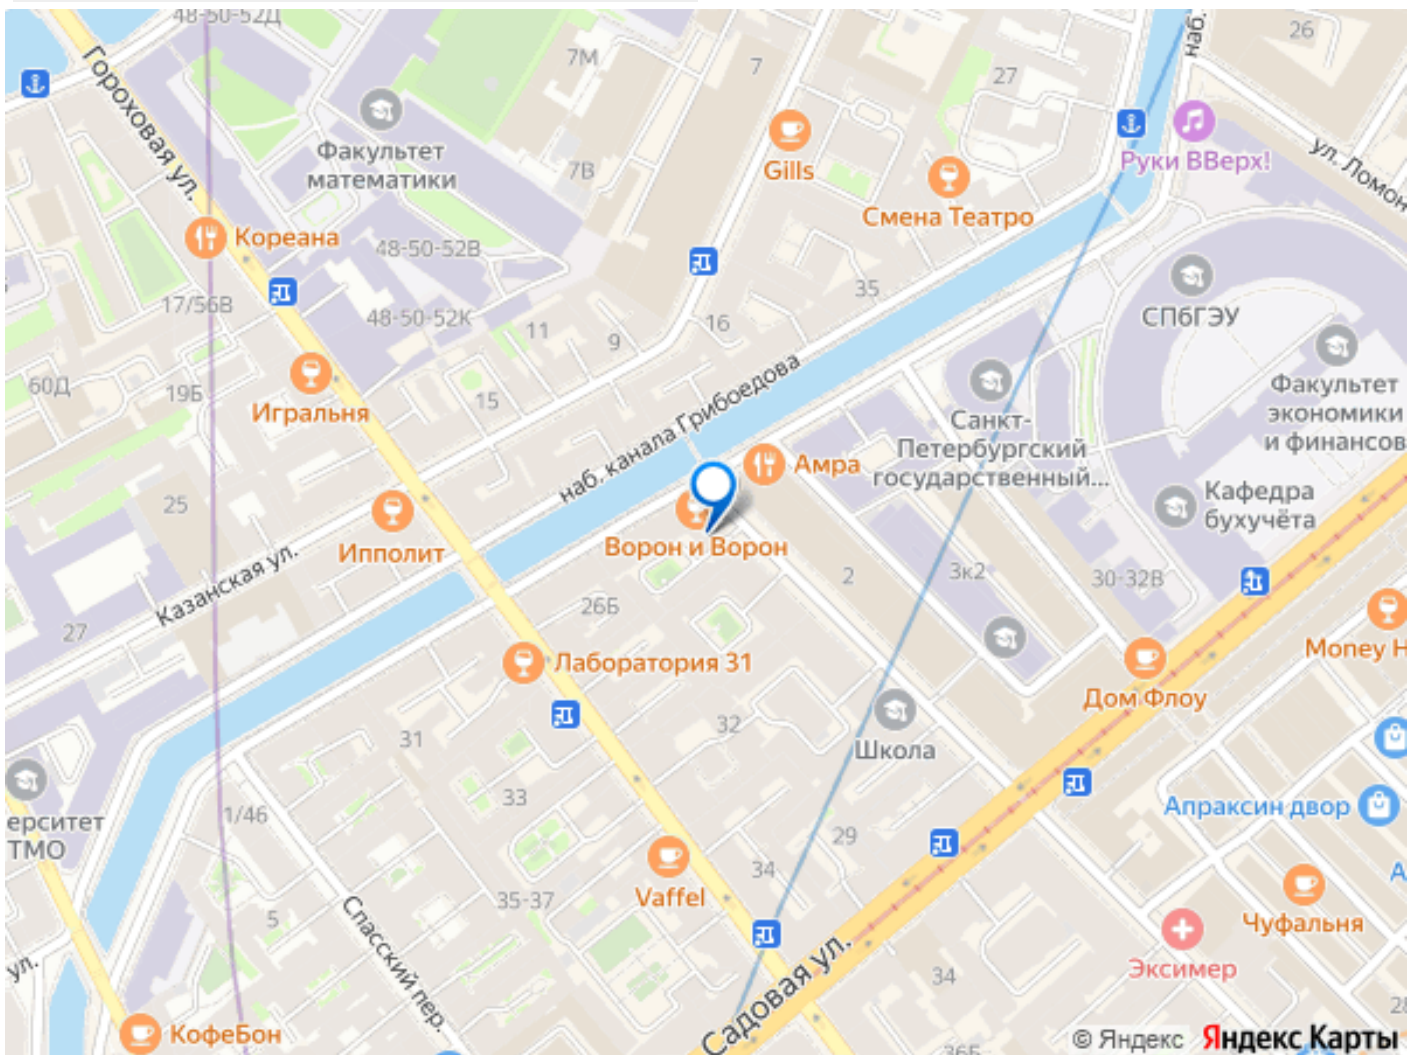 48-50-52Д
Гороховая ул.
7М
7
27
26
наб.
Факультет
математики
7В
Gills
Смена Театро
Руки ВВерх!
ул. Ломон
Кореана
48-50-52В
17/56В
48-50-52К
11
9
16
35
СПбГЭУ
60Д
19Б
15
Игральня
наб. канала Грибоедова
Факультет
экономики
и финансов
Санкт-
Петербургский
государственный...
Амра
25
Ипполит
Казанская ул.
Ворон и Ворон
Кафедра
бухучёта
27
26Б
2
3к2
30-32В
Лаборатория 31
Money H
Дом Флоу
31
32
Школа
33
1/46
ерситет
ТМО
Апраксин двор
29
34
Vaffel
35-37
5
Спасский пер.
А
Чуфальня
Эксимер
ул.
Садовая ул.
34
28
КофеБон
36Б
© Яндекс Яндекс Карты